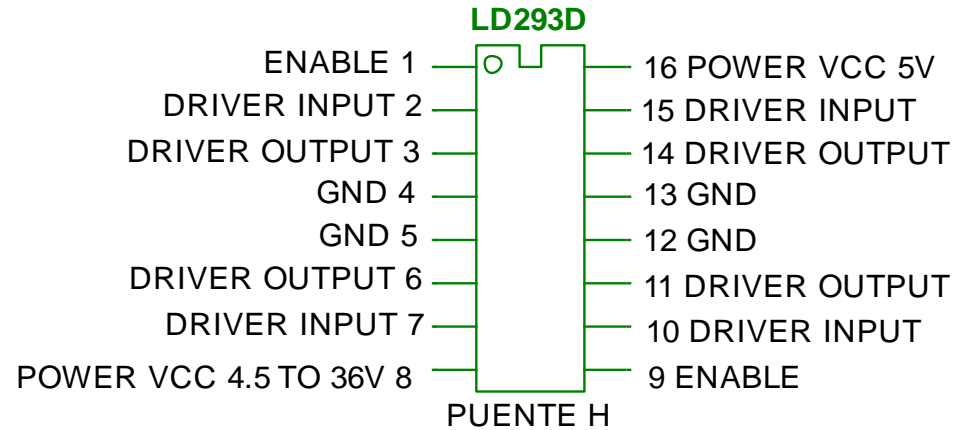 LD293D
ENABLE 1
16 POWER VCC 5V
DRIVER INPUT 2
15 DRIVER INPUT
DRIVER OUTPUT 3
14 DRIVER OUTPUT
GND 4
13 GND
GND 5
12 GND
DRIVER OUTPUT 6
11 DRIVER OUTPUT
DRIVER INPUT 7
10 DRIVER INPUT
POWER VCC 4.5 TO 36V 8
9 ENABLE
PUENTE H